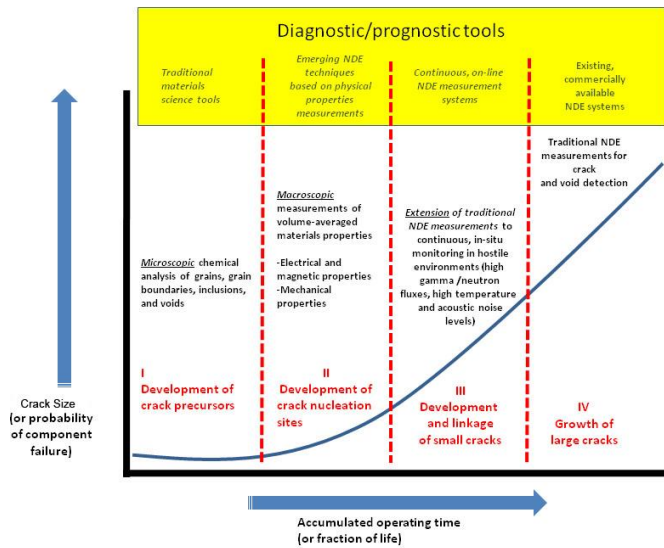 Diagnostic/prognostic tools
Traditional
materials
science tools
Emerging NDE
techniques
based on physical
properties
measurements
Continuous, on-line
NDE measurement
systems
Existing,
commercially
available
NDE systems
Microscopic chemical
analysis of grains, grain
boundaries, inclusions,
and voids
Macroscopic
measurements of
volume-averaged
materials properties
-Electrical and
magnetic properties
-Mechanical
properties
Extension of traditional
NDE measurements to
continuous, in-situ
monitoring in hostile
environments (high
gamma /neutron
fluxes, high temperature
and acoustic noise
levels)
Traditional NDE
measurements for
crack
and void detection
I
Development of
crack precursors
II
Development of
crack nucleation
sites
III
Development
and linkage
of small cracks
IV
Growth of
large cracks
Crack Size
(or probability
of component
failure)
Accumulated operating time
(or fraction of life)